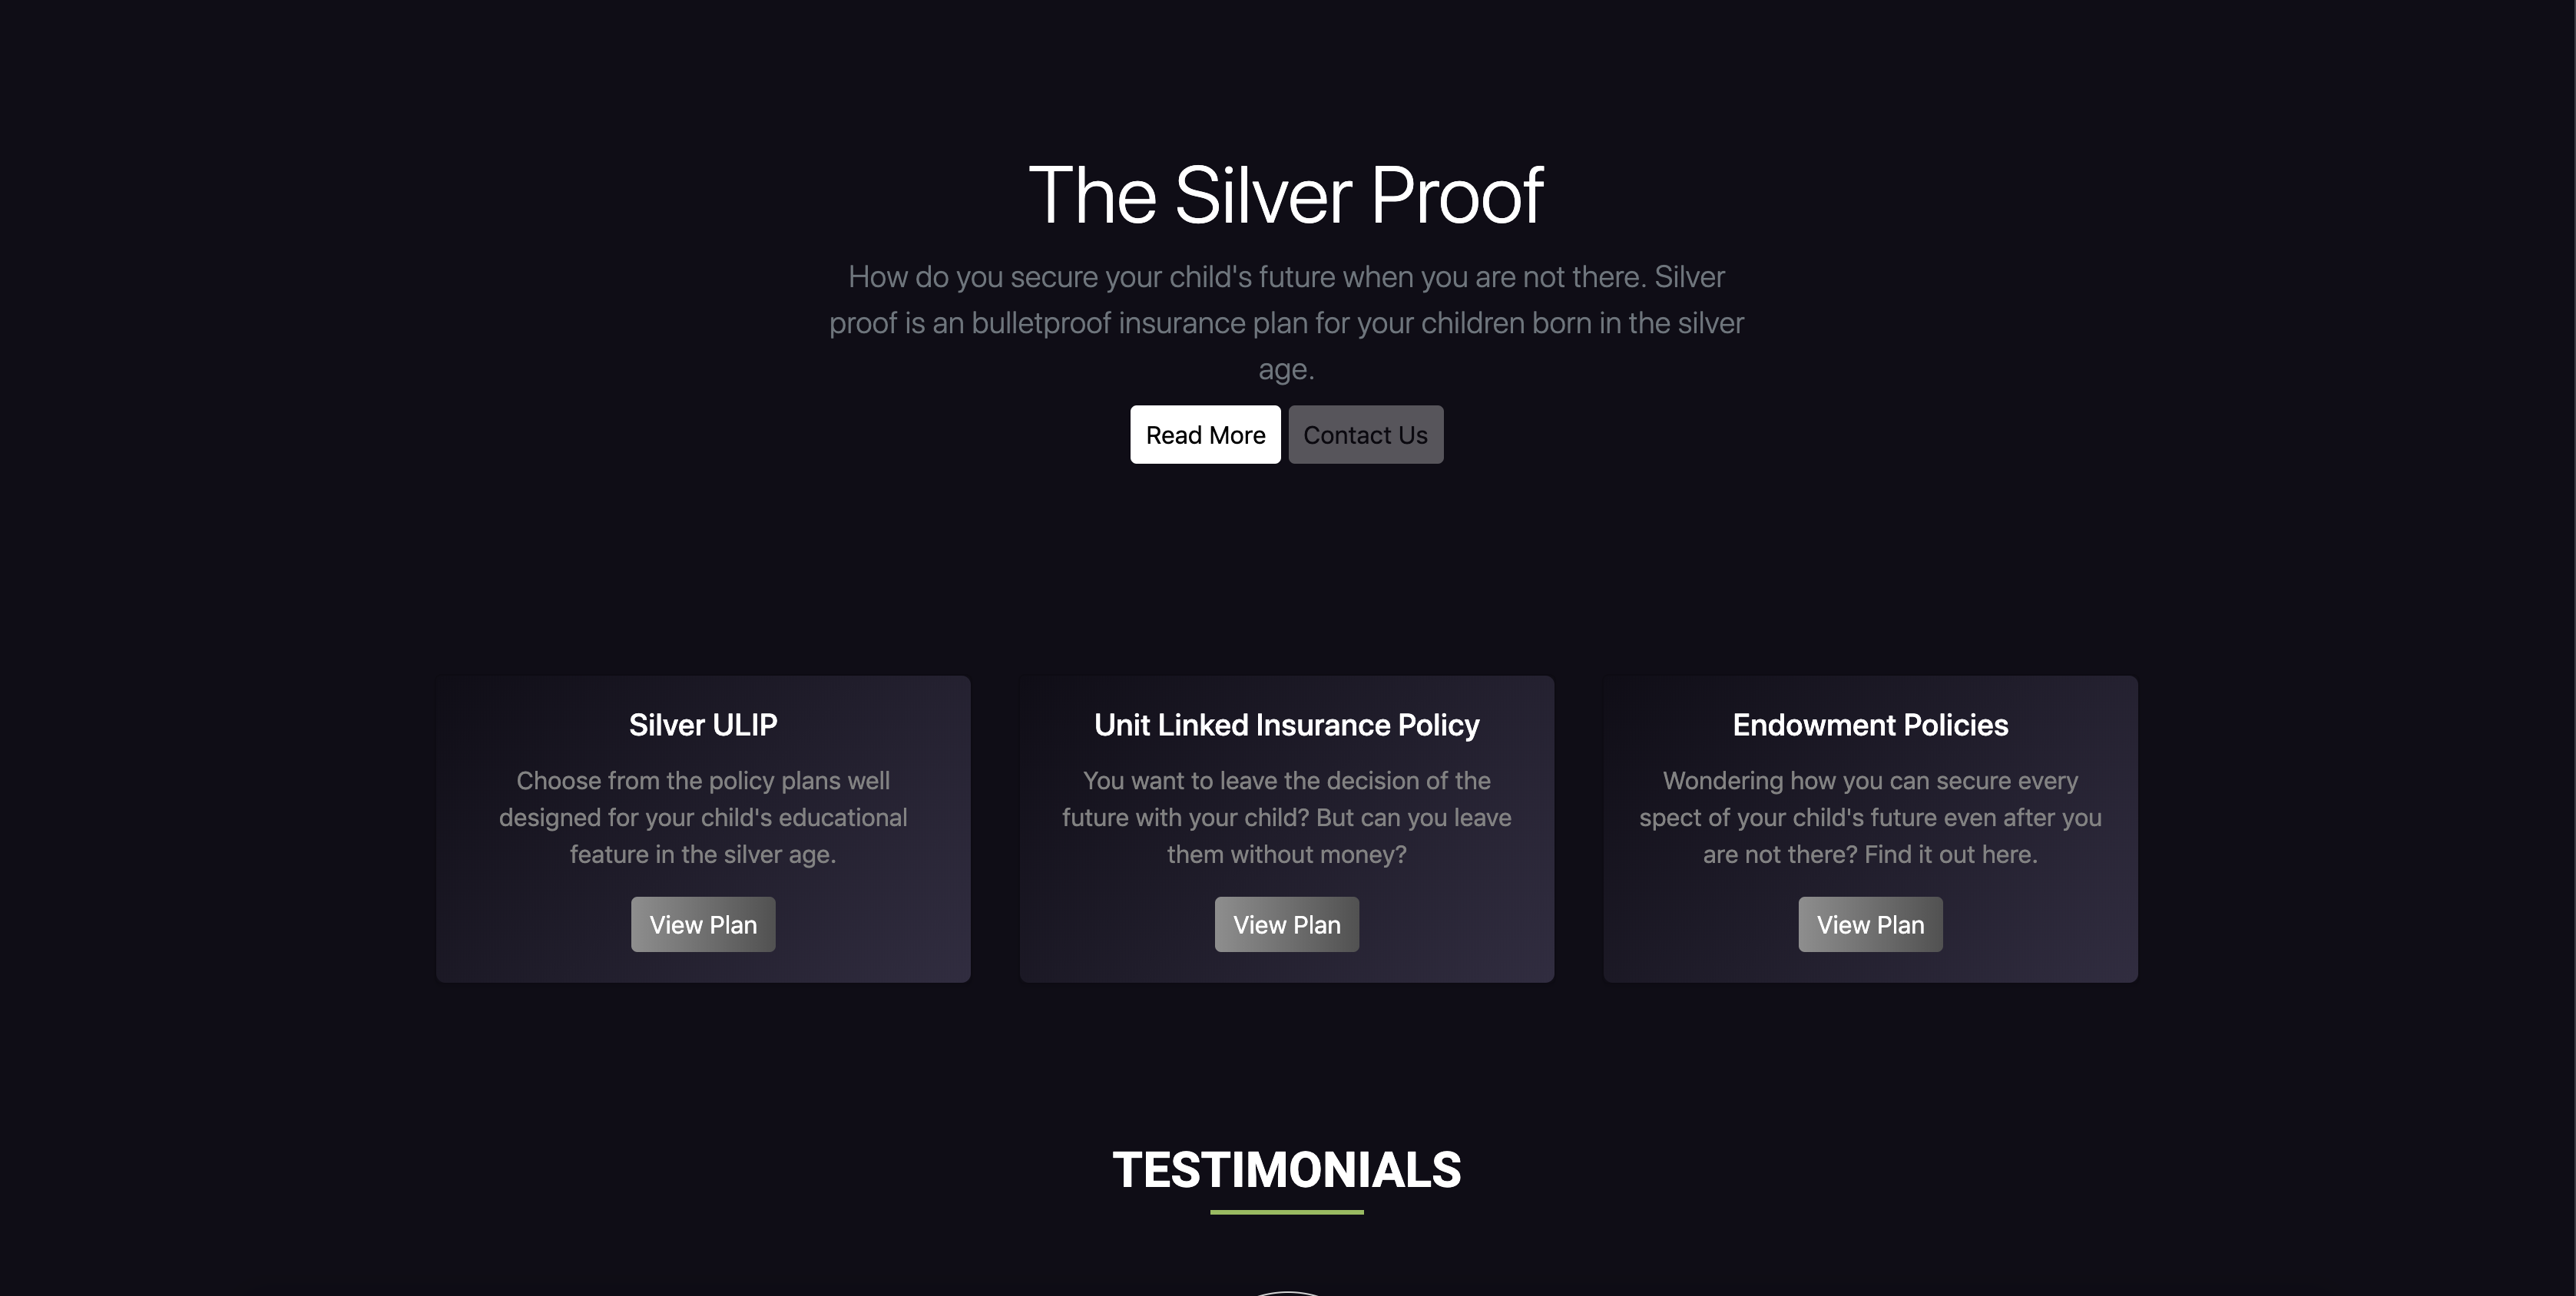 The Silver Proof
How do you secure your child's future when you are not there. Silver
proof is an bulletproof insurance plan for your children born in the silver
age.
Read More
Contact Us
Silver ULIP
Choose from the policy plans well
designed for your child's educational
feature in the silver age.
View Plan
Unit Linked Insurance Policy
You want to leave the decision of the
future with your child? But can you leave
them without money?
View Plan
Endowment Policies
Wondering how you can secure every
spect of your child's future even after you
are not there? Find it out here.
View Plan
TESTIMONIALS